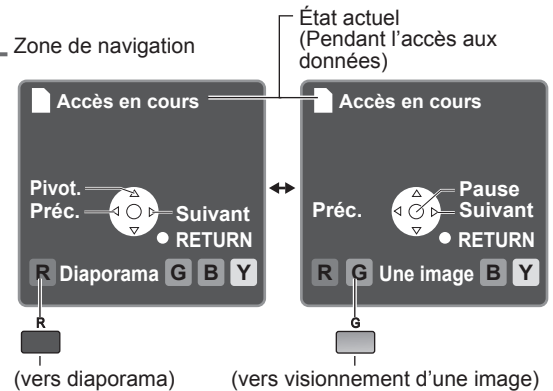 Zone de navigation
État actuel
(Pendant l'accès aux
données)
Accès en cours
Pivot.
Préc.
Suivant
RETURN
R Diaporama G B Y
R
(vers diaporama)
Accès en cours
Pause
Préc.
Suivant
RETURN
R G Une image B Y
G
(vers visionnement d'une image)